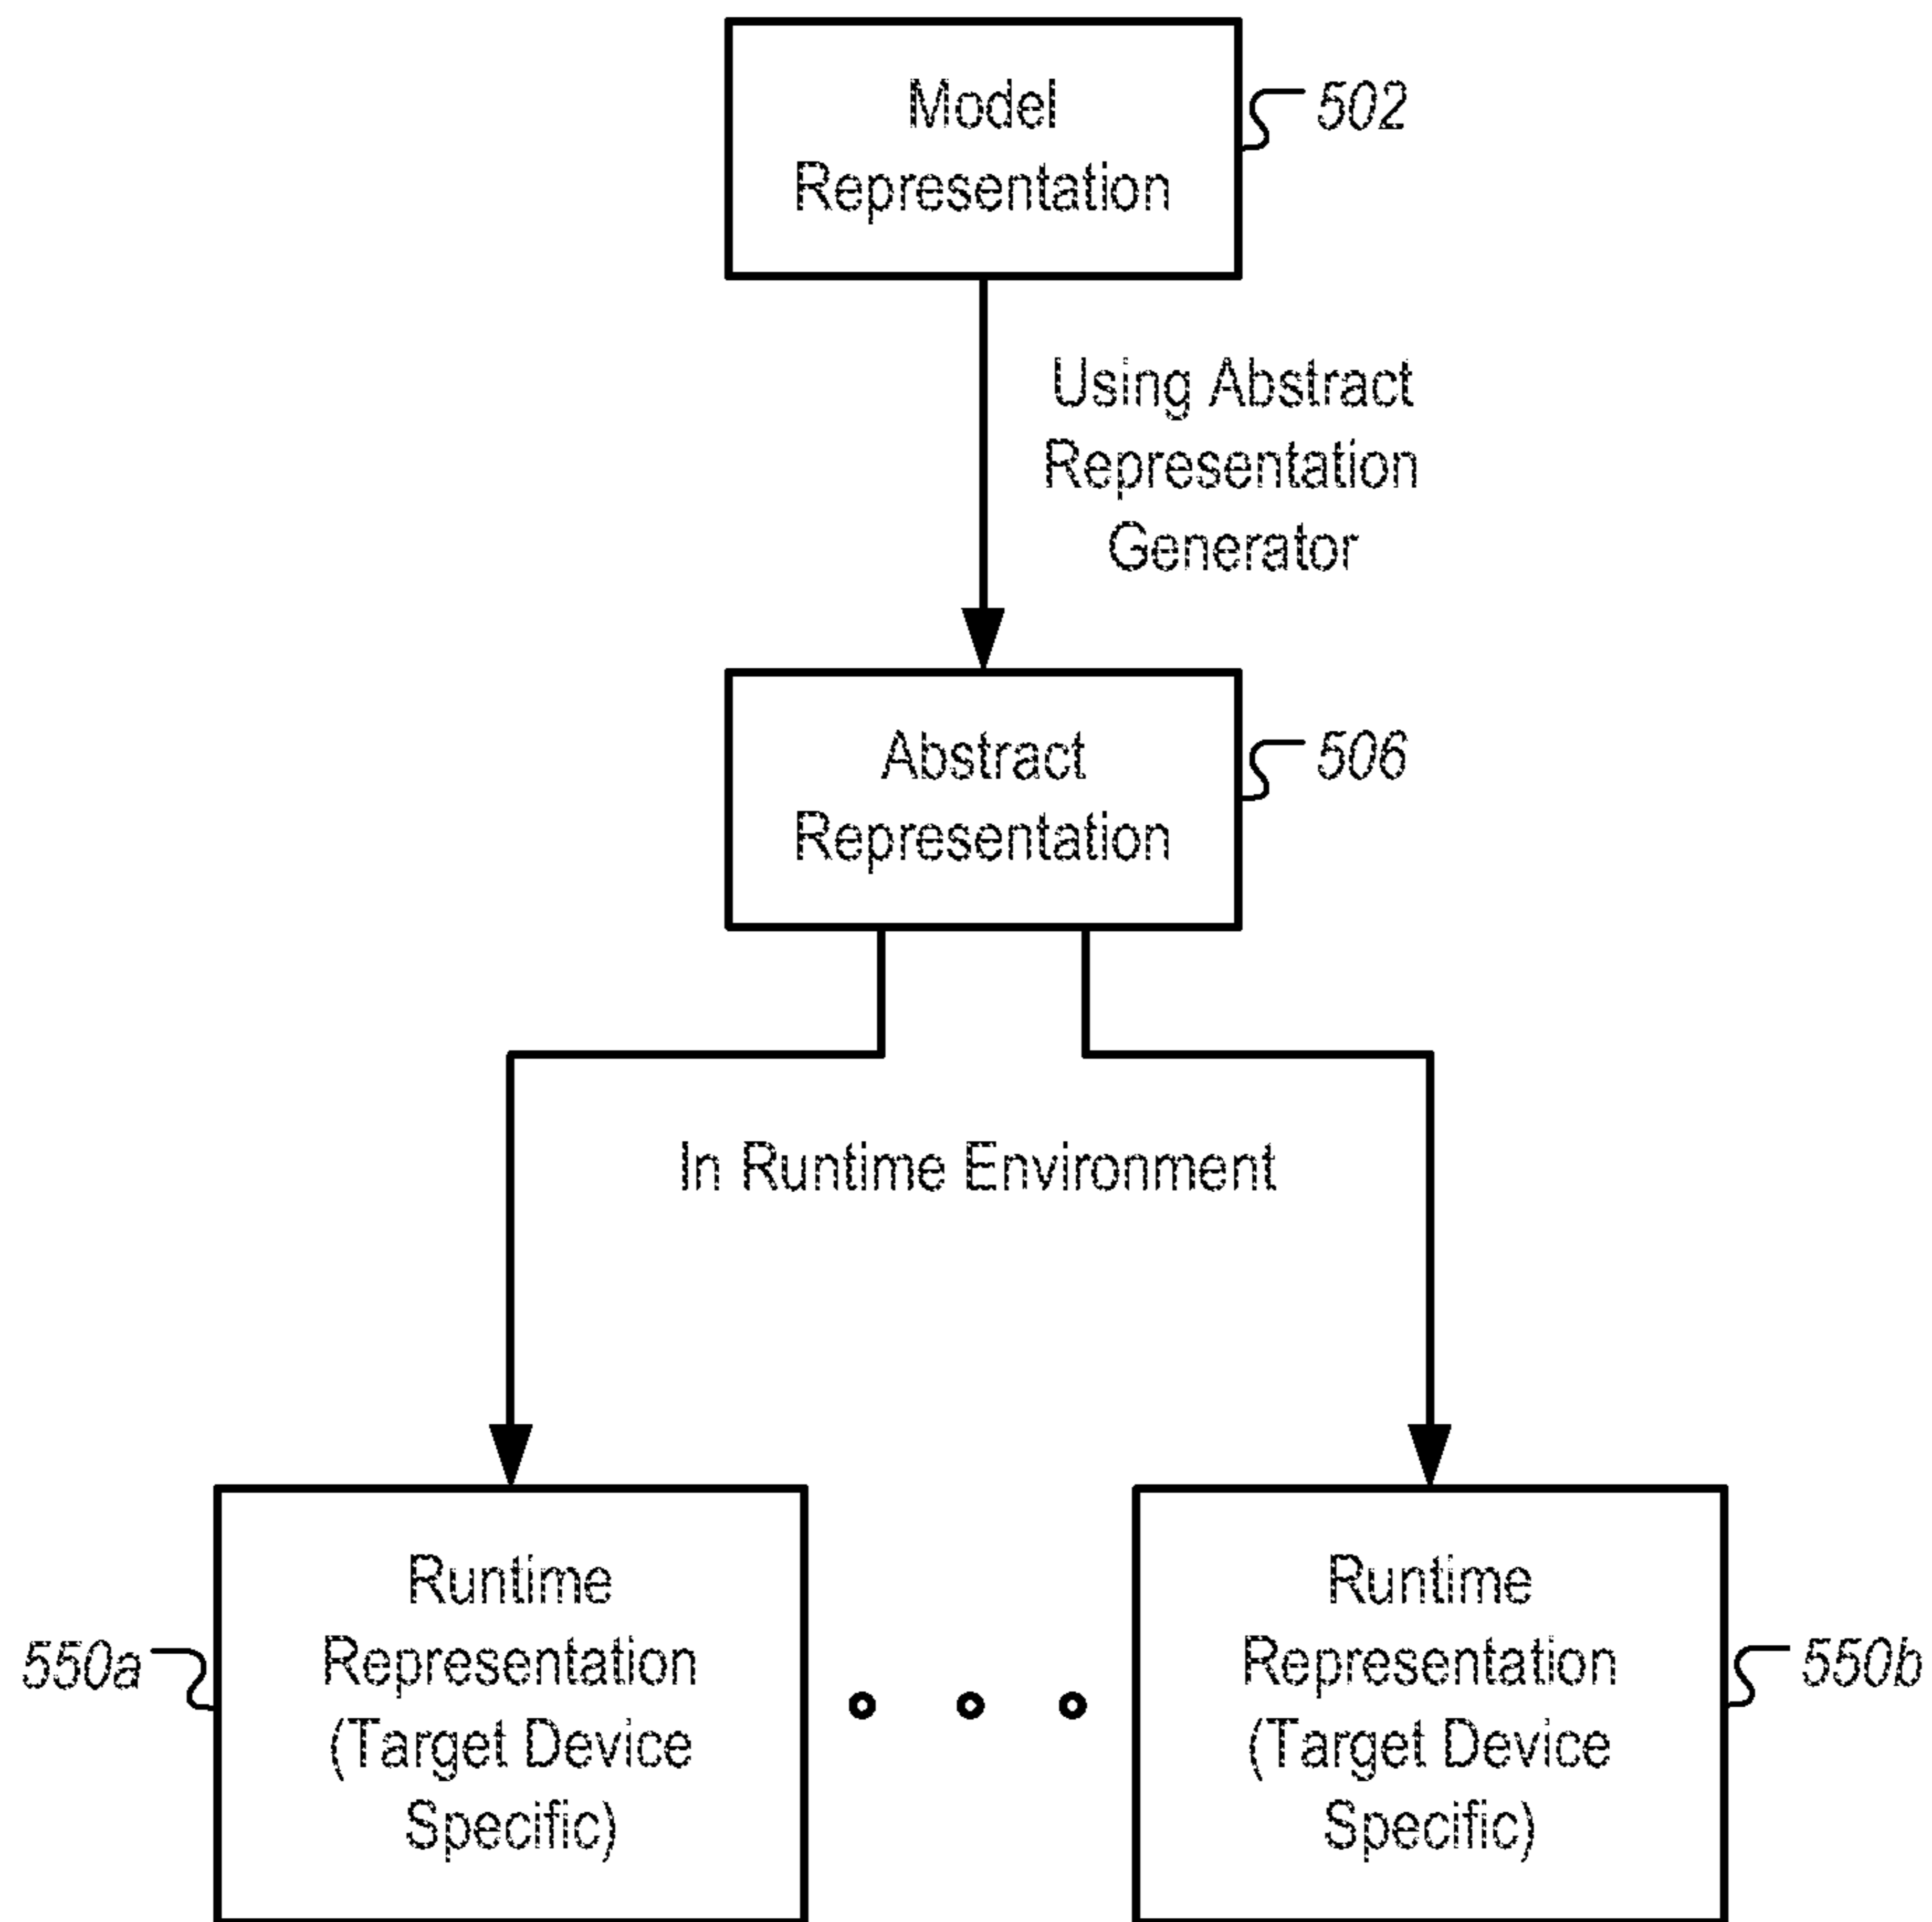 Model
Representation
502
Using Abstract
Representation
Generator
Abstract
Representation
506
In Runtime Environment
550a
Runtime
Representation
(Target Device
Specific)
Runtime
Representation
(Target Device
Specific)
550b